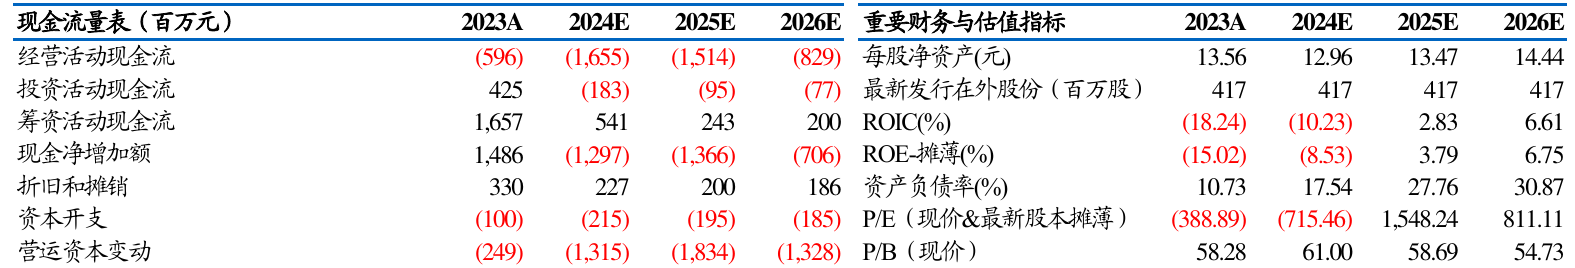 现金流量表（百万元） 2023A 2024E 2025E 2026E 重要财务与估值指标 2023A 2024E 2025E 2026E
经营活动现金流 (596) (1,655) (1,514) (829) 每股净资产(元) 13.56 12.96 13.47 14.44
投资活动现金流 425 (183) (95) (77) 最新发行在外股份（百万股） 417 417 417 417
筹资活动现金流 1,657 541 243 200 ROIC(%) (18.24) (10.23) 2.83 6.61
现金净增加额 1,486 (1,297) (1,366) (706) ROE-摊薄(%) (15.02) (8.53) 3.79 6.75
折旧和摊销 330 227 200 186 资产负债率(%) 10.73 17.54 27.76 30.87
资本开支 (100) (215) (195) (185) P/E（现价&最新股本摊薄） (388.89) (715.46) 1,548.24 811.11
营运资本变动 (249) (1,315) (1,834) (1,328) P/B（现价） 58.28 61.00 58.69 54.73